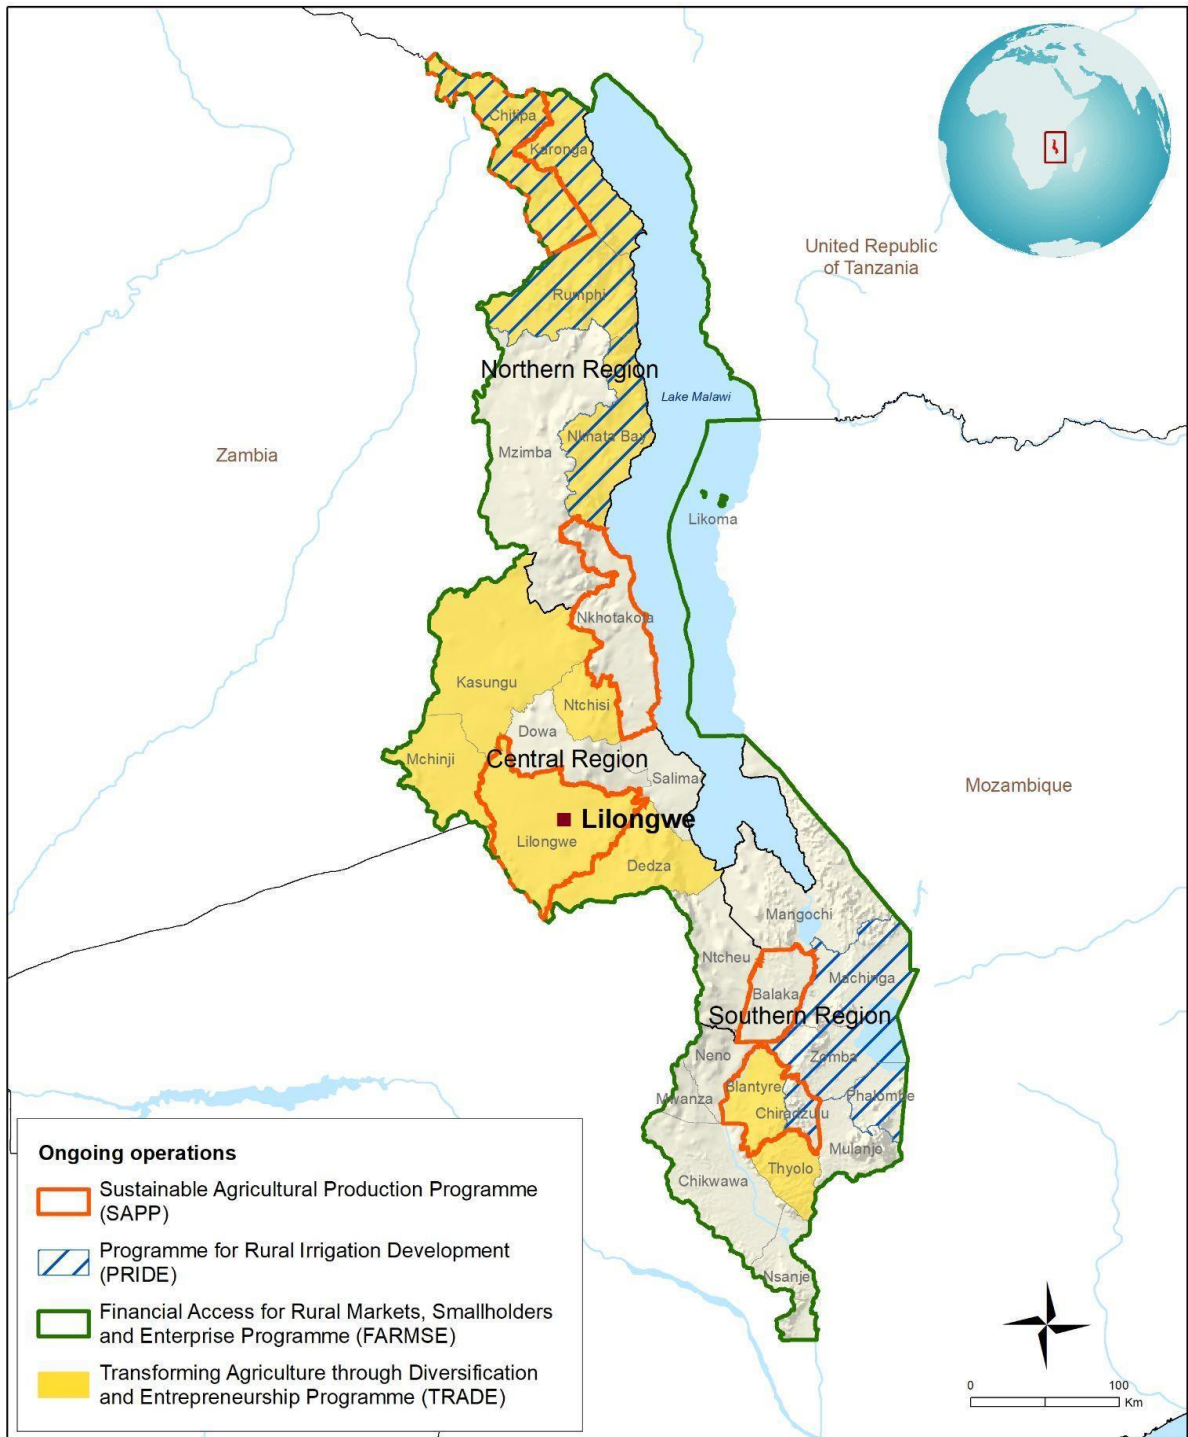 Chitipa
Karonga
United Republic
of Tanzania
Rumphi
Northern Region
Lake Malawi
Nkhata Bay
Zambia
Mzimba
Likoma
Nkhotakota
Kasungu
Ntchisi
Dowa
Mchinji
Central Region
Salima
Mozambique
Lilongwe
Lilongwe
Dedza
Mangochi
Ntcheu
Machinga
Balaka
Southern Region
Neno
Zomba
Blantyre
Mwanza
Chiradzulu
Phalombe
Mulanje
Thyolo
Chikwawa
Nsanje
Ongoing operations
Sustainable Agricultural Production Programme
(SAPP)
Programme for Rural Irrigation Development
(PRIDE)
Financial Access for Rural Markets, Smallholders
and Enterprise Programme (FARMSE)
Transforming Agriculture through Diversification
and Entrepreneurship Programme (TRADE)
0 100
Km